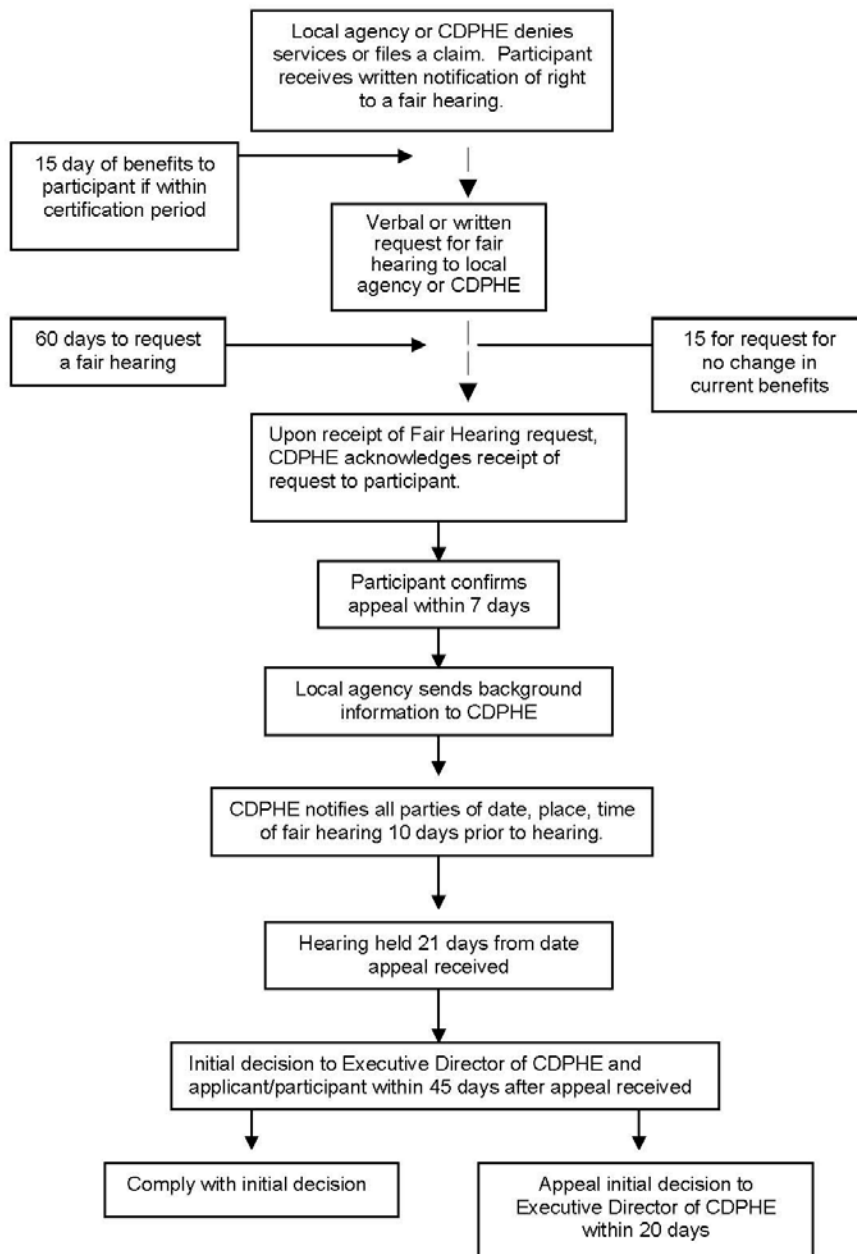 Local agency or CDPHE denies
services or files a claim.  Participant
receives written notification of right
to a fair hearing.
15 day of benefits to
participant if within
certification period
Verbal or written
request for fair
hearing to local
agency or CDPHE
60 days to request
a fair hearing
15 for request for
no change in
current benefits
Upon receipt of Fair Hearing request,
CDPHE acknowledges receipt of
request to participant.
Participant confirms
appeal within 7 days
Local agency sends background
information to CDPHE
CDPHE notifies all parties of date, place, time
of fair hearing 10 days prior to hearing.
Hearing held 21 days from date
appeal received
Initial decision to Executive Director of CDPHE and
applicant/participant within 45 days after appeal received
Comply with initial decision
Appeal initial decision to
Executive Director of CDPHE
within 20 days